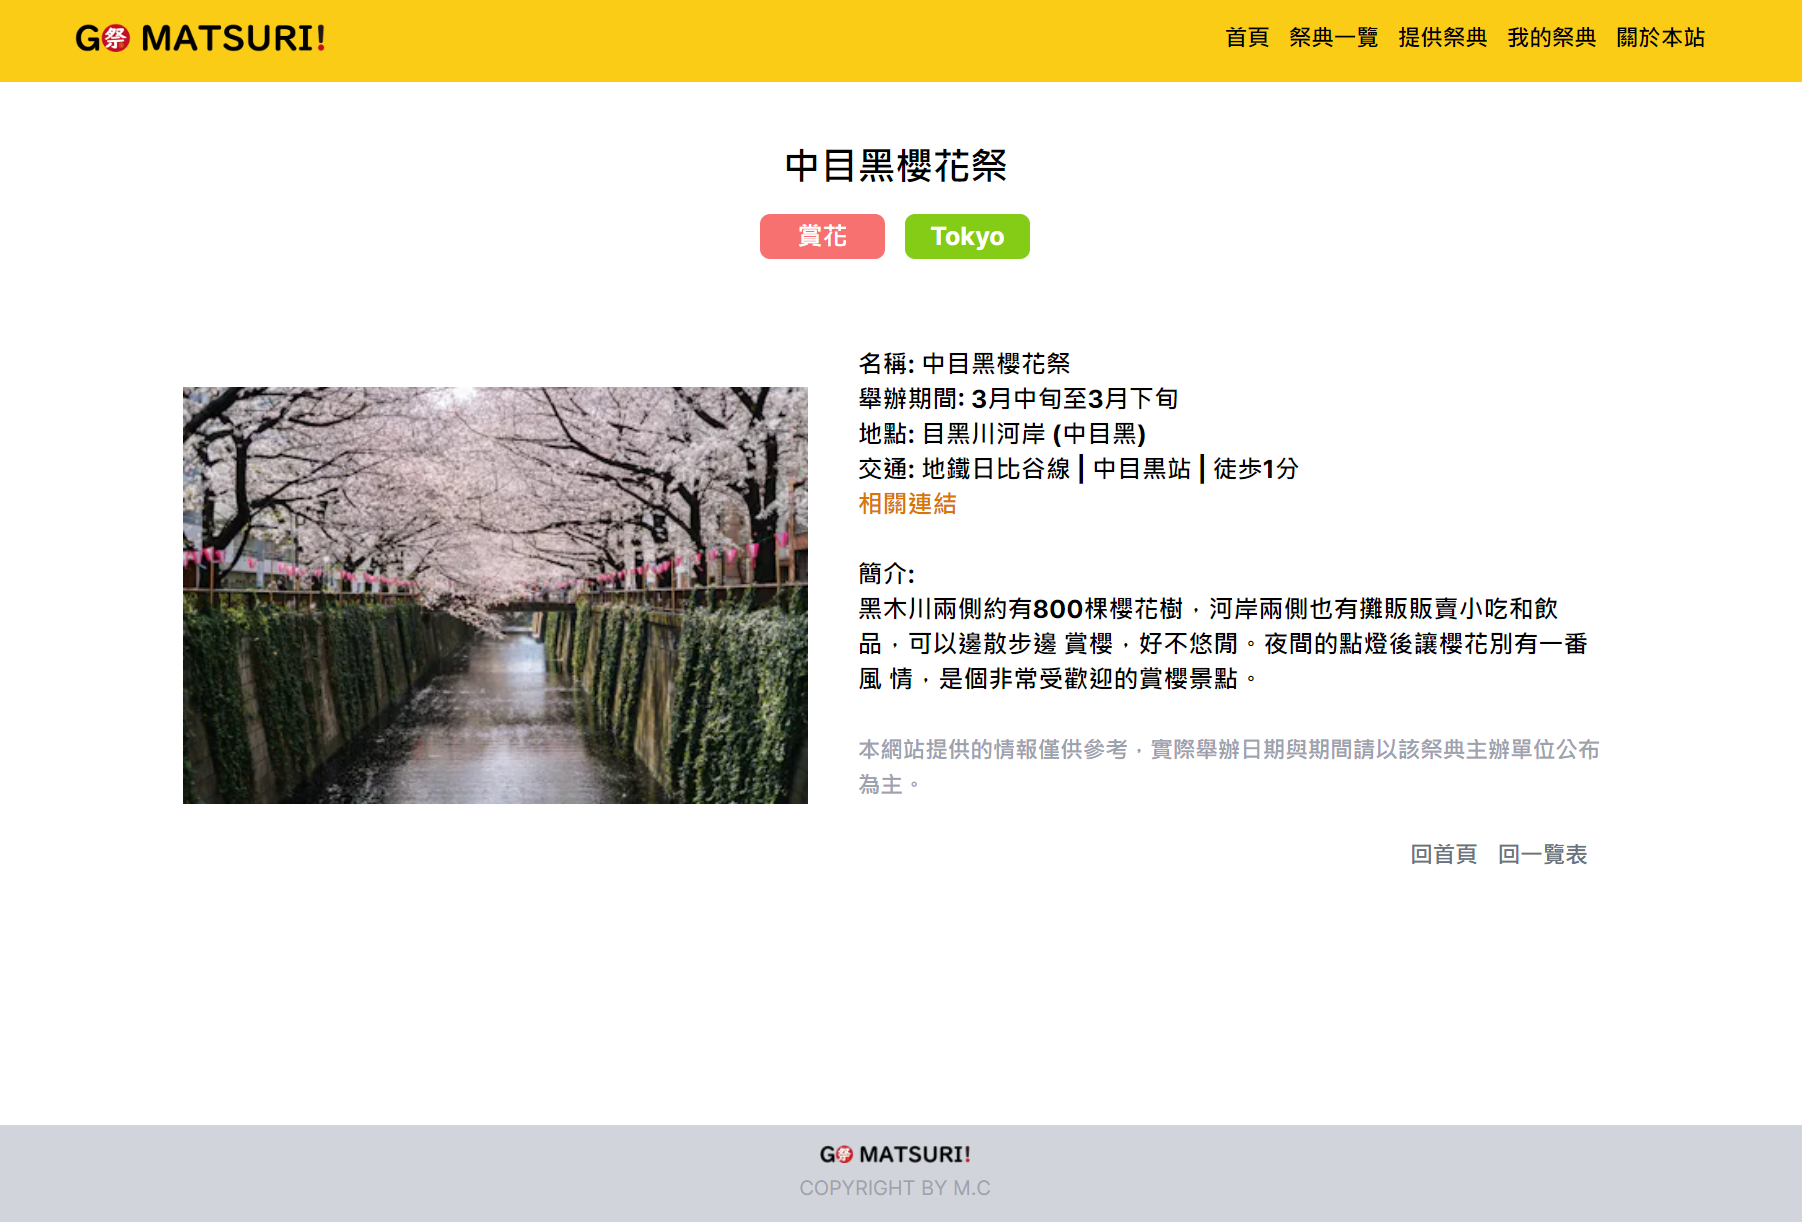 G祭 MATSURI!
首頁 祭典一覽 提供祭典 我的祭典 關於本站
中目黑櫻花祭
賞花 Tokyo
名稱: 中目黑櫻花祭
舉辦期間: 3月中旬至3月下旬
地點: 目黑川河岸 (中目黑)
交通: 地鐵日比谷線 | 中目黒站 | 徒歩1分
相關連結
簡介:
黑木川兩側約有800棵櫻花樹，河岸兩側也有攤販販賣小吃和飲
品，可以邊散步邊 賞櫻，好不悠閒。夜間的點燈後讓櫻花別有一番
風 情，是個非常受歡迎的賞櫻景點。
本網站提供的情報僅供參考，實際舉辦日期與期間請以該祭典主辦單位公布
為主。
回首頁 回一覽表
G祭 MATSURI!
COPYRIGHT BY M.C